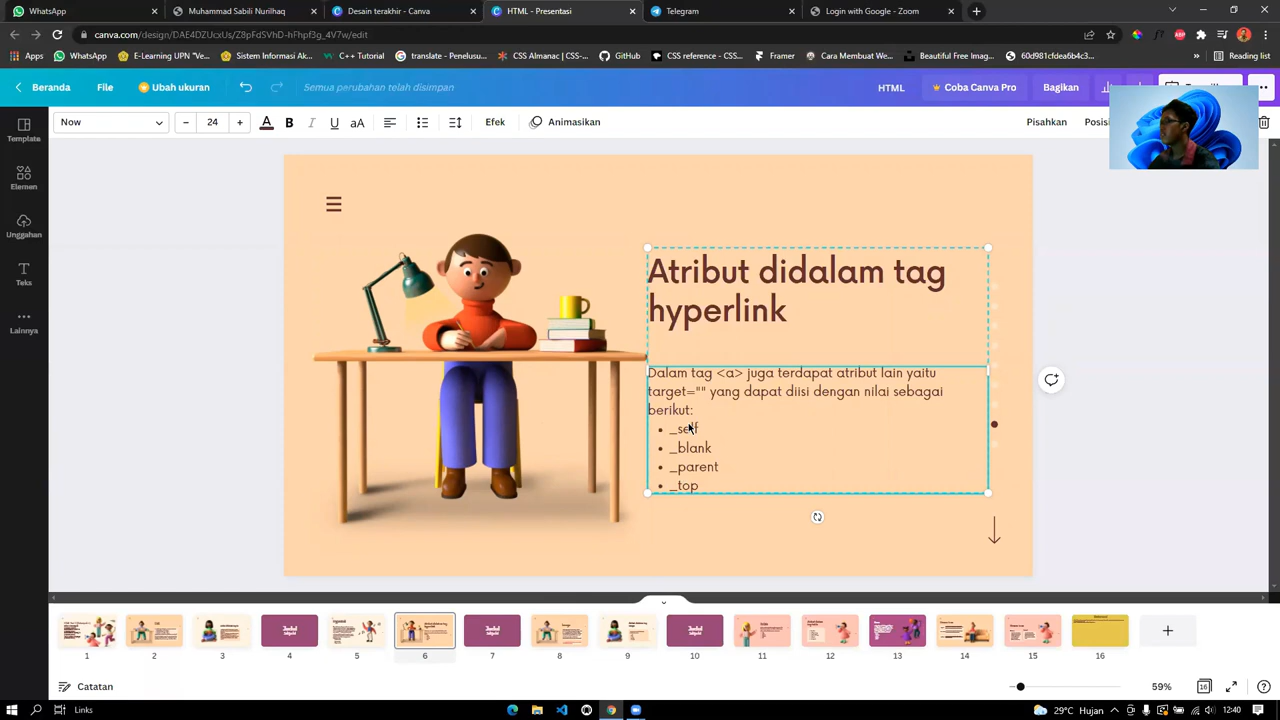 WhatsApp
Muhammad Sabili Nurilhaq
Desain terakhir - Canva
HTML - Presentasi
Telegram
Login with Google - Zoom
canva.com/design/DAE4DZUcxUs/Z8pFdSVhD-hFhpf3g_4V7w/edit
Apps
WhatsApp
E-Learning UPN "Ve...
Sistem Informasi Ak...
C++ Tutorial
translate - Penelusu...
CSS Almanac | CSS-...
GitHub
CSS reference - CSS...
Framer
Cara Membuat We...
Beautiful Free Imag...
60d981cfdea6b4c3...
Reading list
Beranda
File
Ubah ukuran
Semua perubahan telah disimpan
HTML
Coba Canva Pro
Bagikan
Now
24
B
I
U
aA
Efek
Animasikan
Pisahkan
Posisi
Template
Elemen
Unggahan
Teks
Lainnya
Atribut didalam tag
hyperlink
Dalam tag <a> juga terdapat atribut lain yaitu
target="" yang dapat diisi dengan nilai sebagai
berikut:
• _self
• _blank
• _parent
• _top
1
2
3
4
5
6
7
8
9
10
11
12
13
14
15
16
Catatan
59%
16
Links
29°C Hujan
12:40